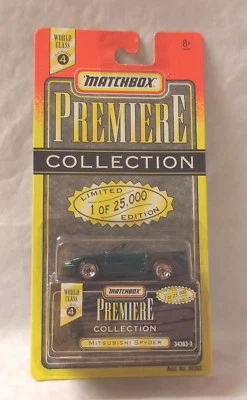 WORLD CLASS
4
8+
MATCHBOX
PREMIERE
COLLECTION
LIMITED
1 OF 25,000
EDITION
WORLD CLASS
4
MATCHBOX
PREMIERE
COLLECTION
MITSUBISHI SPYDER